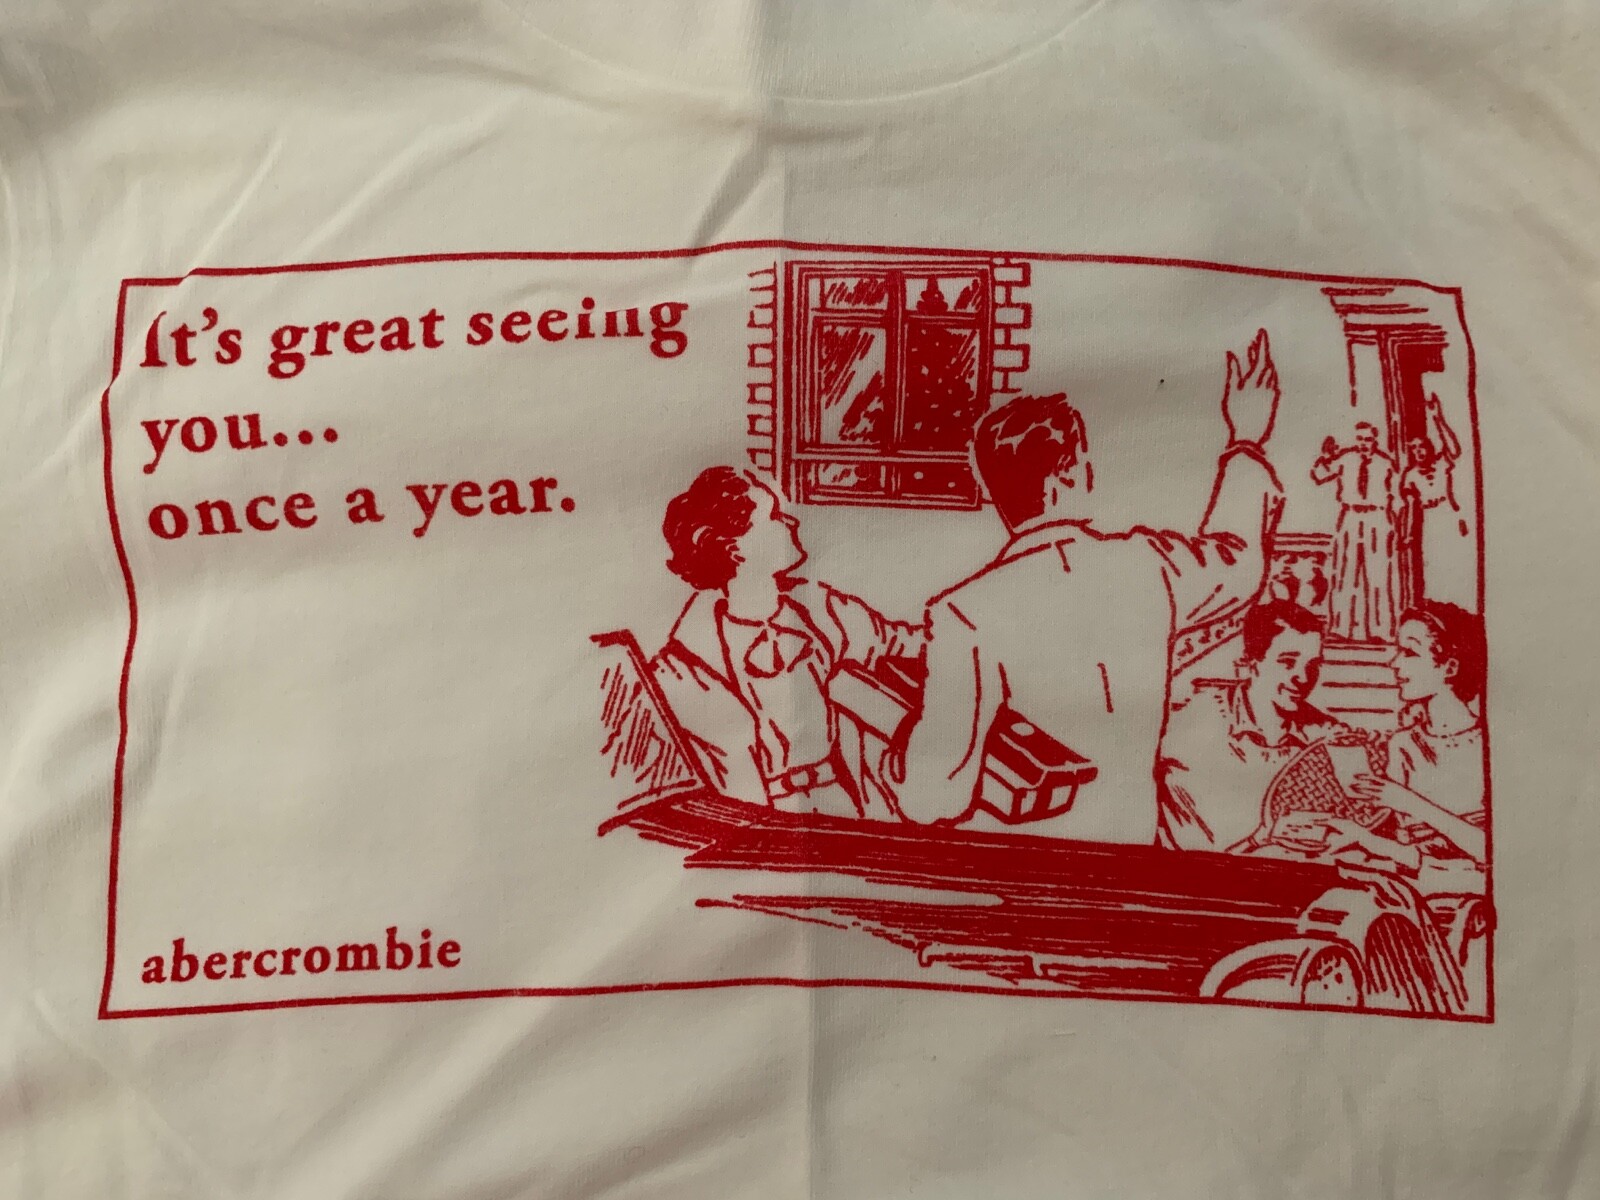 It's great seeing
you...
once a year.
abercrombie